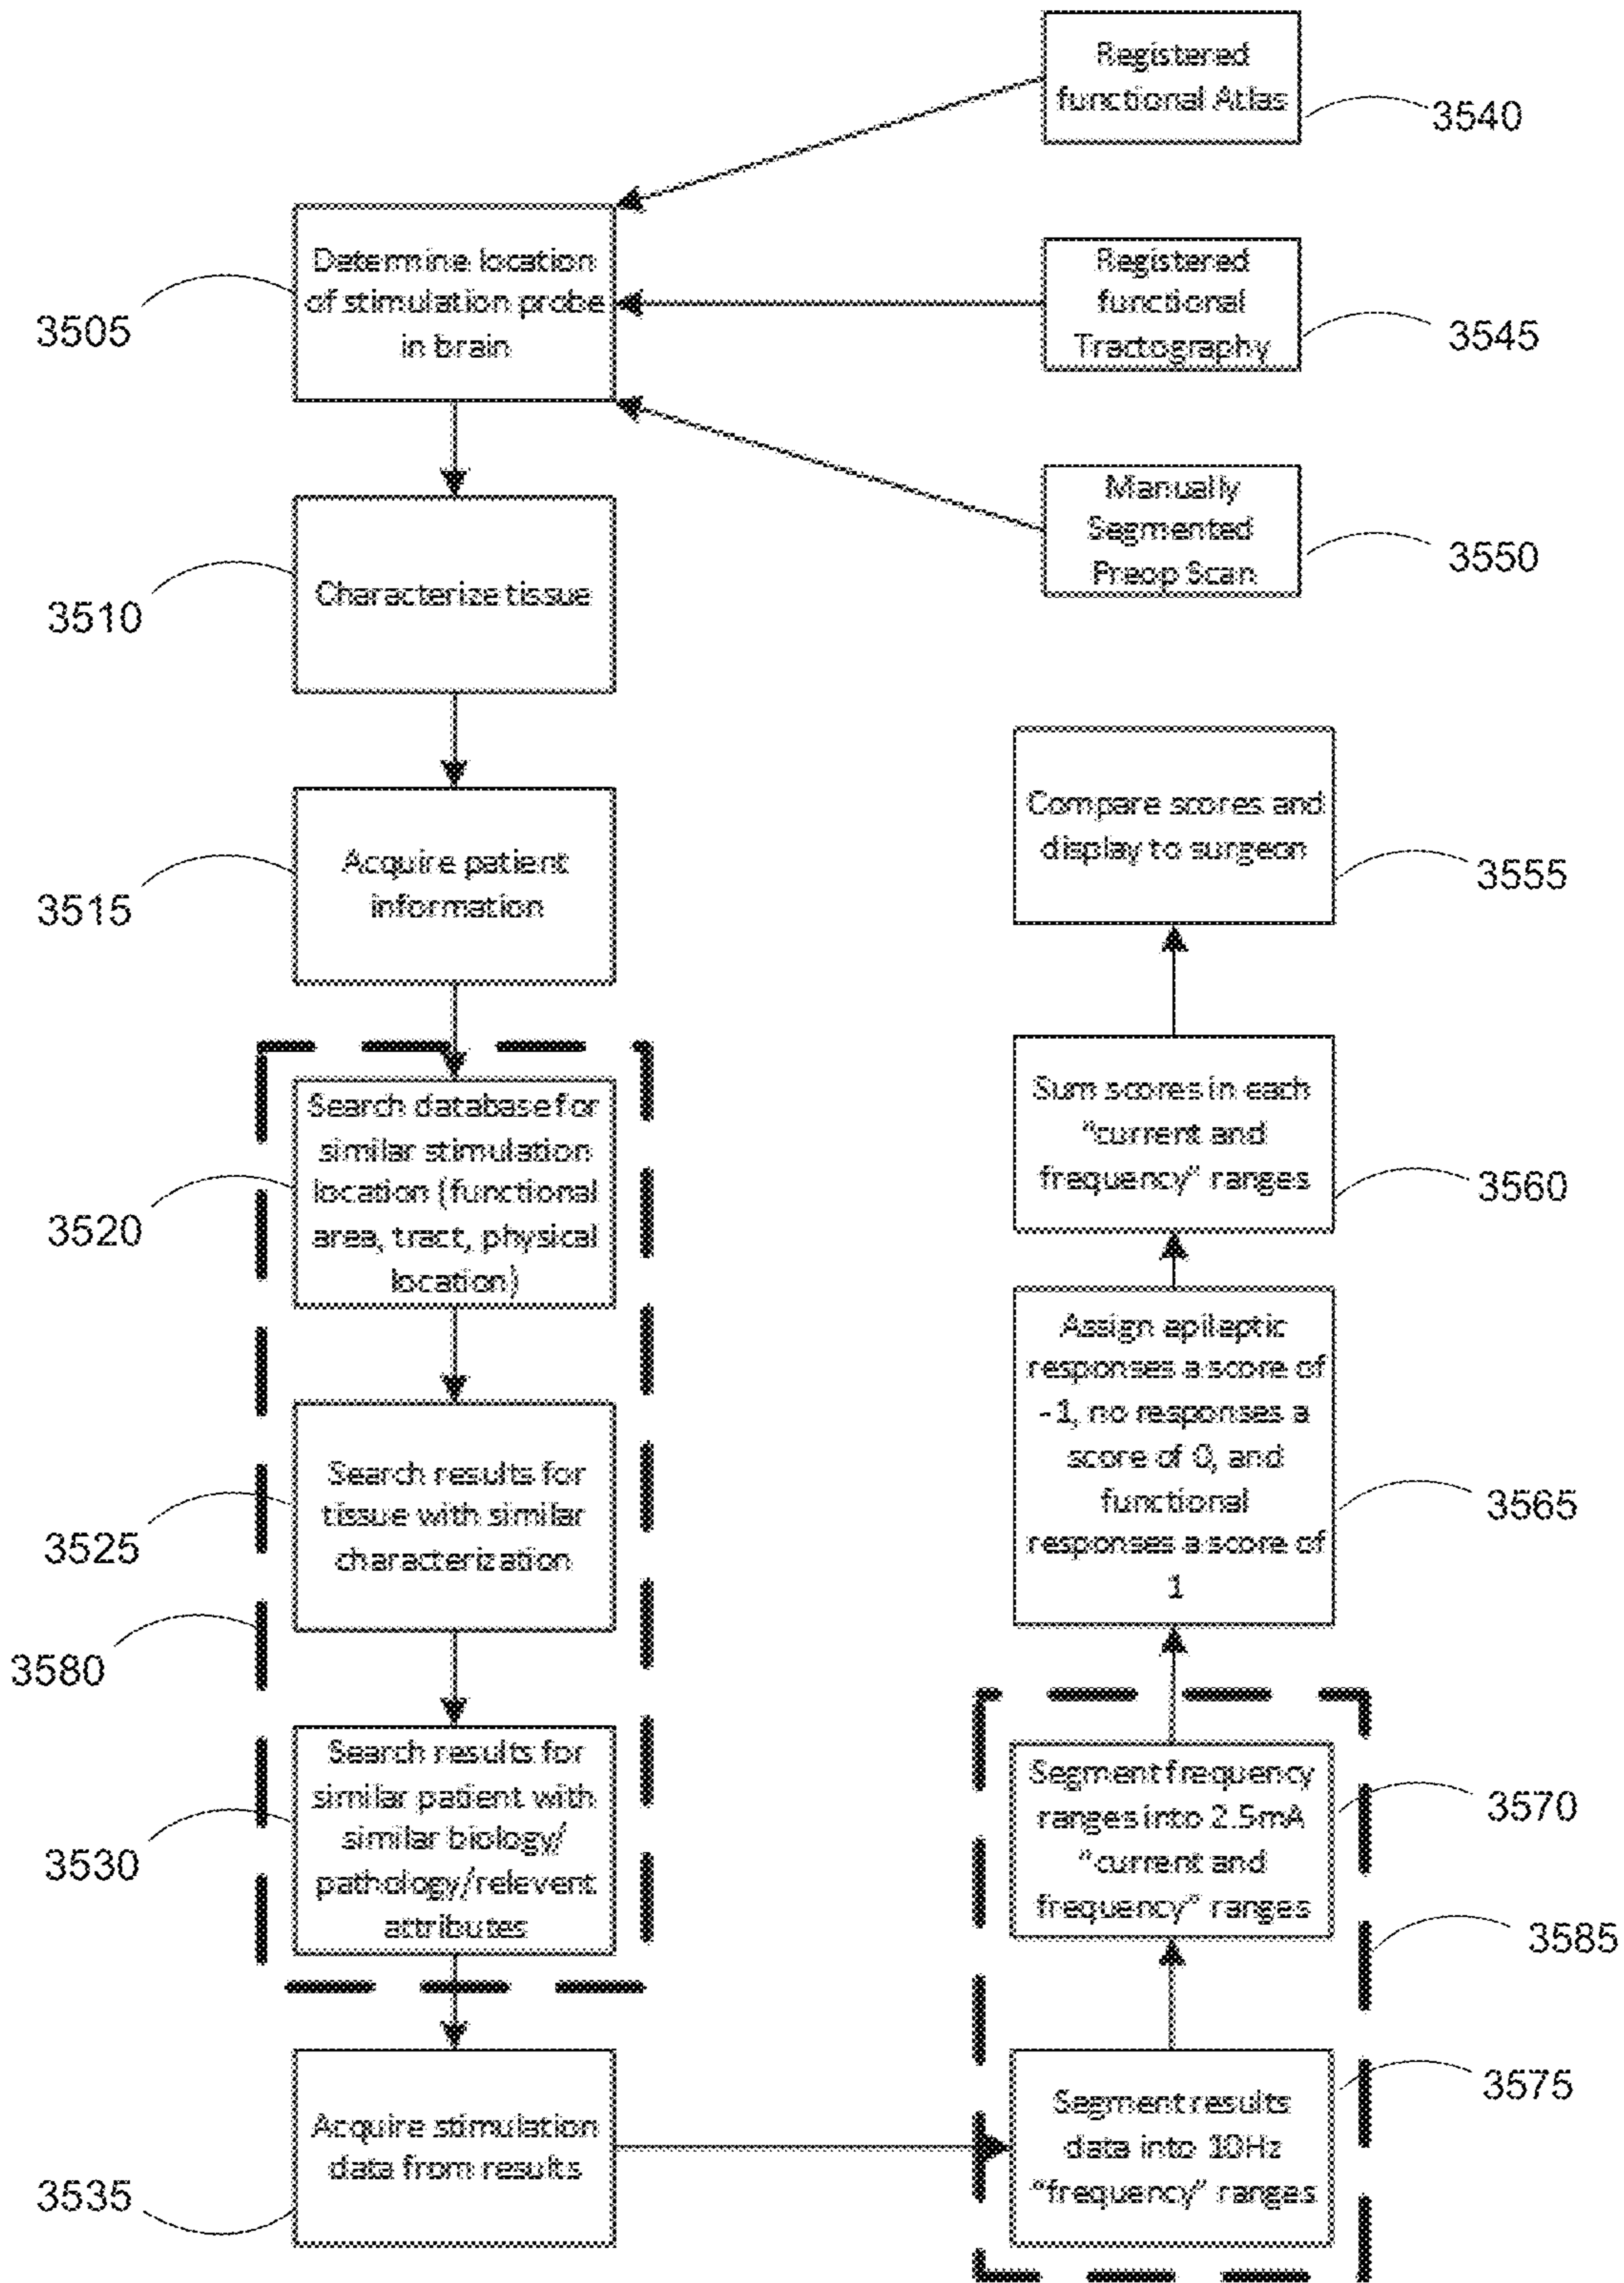 Registered
functional Atlas
3540
Determine location
of stimulation probe
in brain
3505
Registered
functional
Tractography
3545
Manually
Segmented
Preop Scan
3550
Characterize tissue
3510
Acquire patient
information
3515
Search database for
similar stimulation
location (functional
area, tract, physical
location)
3520
Search results for
tissue with similar
characterization
3525
3580
Search results for
similar patient with
similar biology/
pathology/relevent
attributes
3530
Acquire stimulation
data from results
3535
Compare scores and
display to surgeon
3555
Sum scores in each
"current and
frequency" ranges
3560
Assign epileptic
responses a score of
-1, no responses a
score of 0, and
functional
responses a score of
1
3565
Segment frequency
ranges into 2.5mA
"current and
frequency" ranges
3570
3585
Segment results
data into 10Hz
"frequency" ranges
3575